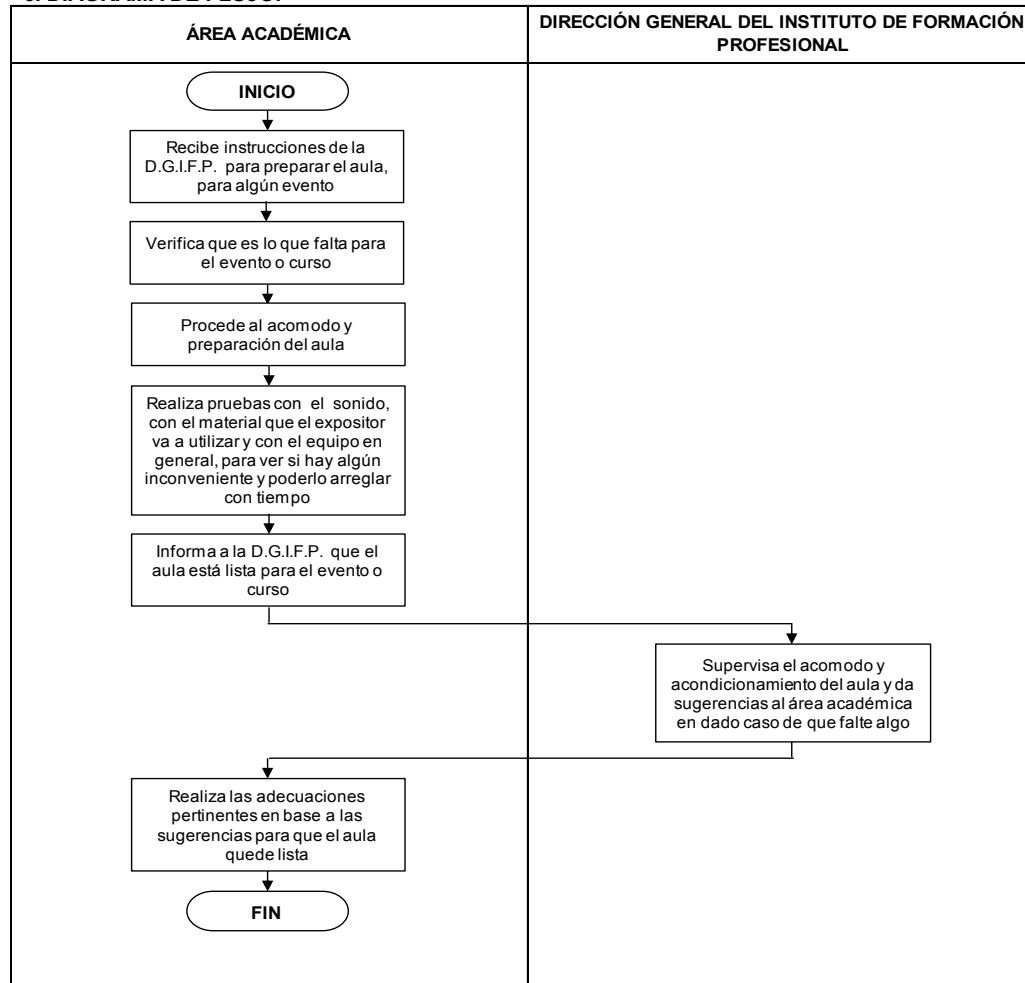 ÁREA ACADÉMICA
DIRECCIÓN GENERAL DEL INSTITUTO DE FORMACIÓN
PROFESIONAL
INICIO
Recibe instrucciones de la
D.G.I.F.P. para preparar el aula,
para algún evento
Verifica que es lo que falta para
el evento o curso
Procede al acomodo y
preparación del aula
Realiza pruebas con el sonido,
con el material que el expositor
va a utilizar y con el equipo en
general, para ver si hay algún
inconveniente y poderlo arreglar
con tiempo
Informa a la D.G.I.F.P. que el
aula está lista para el evento o
curso
Supervisa el acomodo y
acondicionamiento del aula y da
sugerencias al área académica
en dado caso de que falte algo
Realiza las adecuaciones
pertinentes en base a las
sugerencias para que el aula
quede lista
FIN